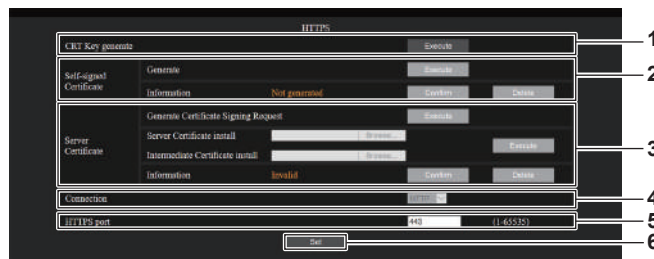 HTTPS
CRT Key generate Execute 1
Self-signed Certificate
Generate Execute 2
Information Not generated Confirm Delete
Server Certificate
Generate Certificate Signing Request Execute
Server Certificate install Browse... Execute
3
Intermediate Certificate install Browse...
Information Invalid Confirm Delete
Connection HTTP 4
HTTPS port 443 (1-65535) 5
Set 6